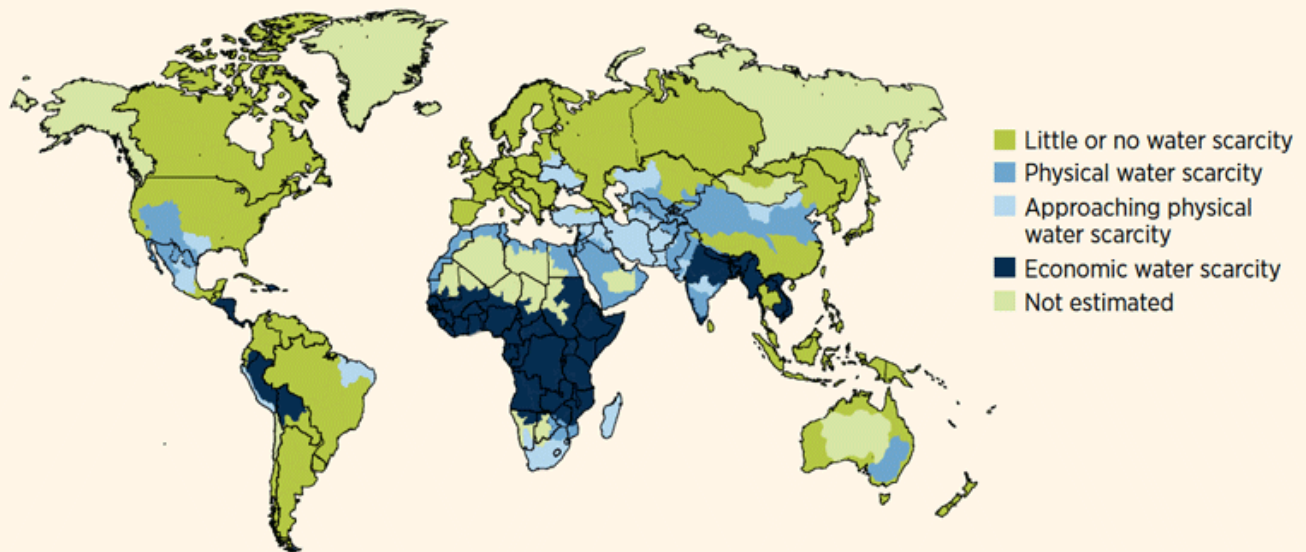 Little or no water scarcity
Physical water scarcity
Approaching physical
water scarcity
Economic water scarcity
Not estimated